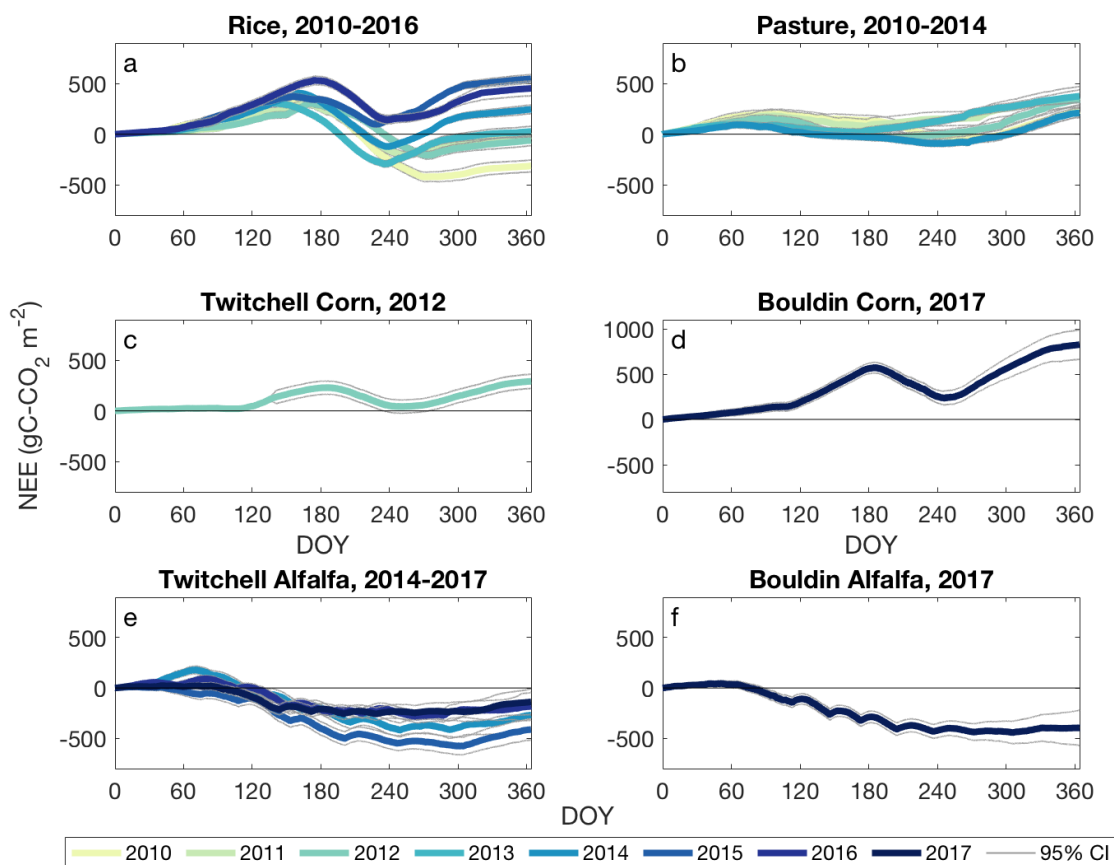 Rice, 2010-2016
Pasture, 2010-2014
a
500
0
-500
0 60 120 180 240 300 360
b
500
0
-500
0 60 120 180 240 300 360
NEE (gC-CO2 m-2)
Twitchell Corn, 2012
Bouldin Corn, 2017
c
500
0
-500
0 60 120 180 240 300 360
DOY
d
1000
500
0
-500
0 60 120 180 240 300 360
DOY
Twitchell Alfalfa, 2014-2017
Bouldin Alfalfa, 2017
e
500
0
-500
0 60 120 180 240 300 360
f
500
0
-500
0 60 120 180 240 300 360
DOY
2010 2011 2012 2013 2014 2015 2016 2017 95% CI